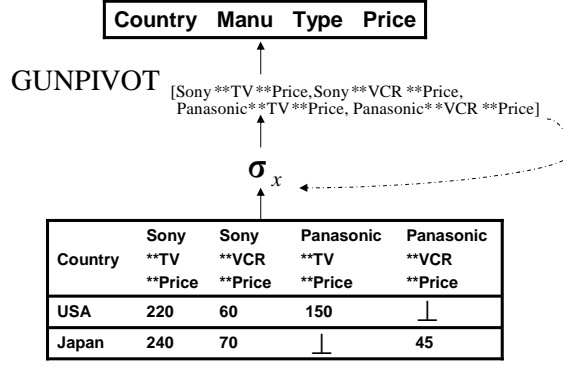 Country Manu Type Price
GUNPIVOT [Sony **TV **Price, Sony **VCR **Price,
Panasonic**TV **Price, Panasonic* *VCR **Price]
σ x
Country Sony **TV **Price Sony **VCR **Price Panasonic **TV **Price Panasonic **VCR **Price
USA 220 60 150 ⊥
Japan 240 70 ⊥ 45